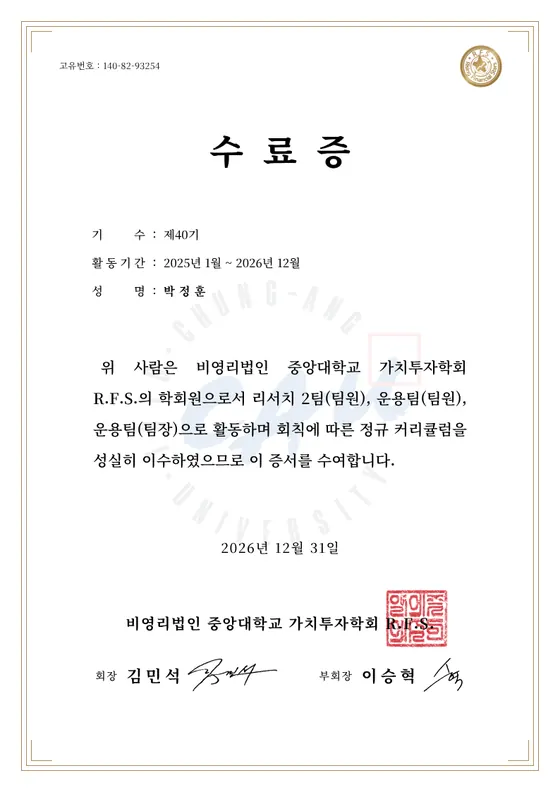 고유번호 : 140-82-93254
수 료 증
기 수 : 제40기
활동기간 : 2025년 1월 ~ 2026년 12월
성 명 : 박정훈
CHUNG-ANG
위 사람은 비영리법인 중앙대학교 가치투자학회
R.F.S.의 학회원으로서 리서치 2팀(팀원), 운용팀(팀원),
운용팀(팀장)으로 활동하며 회칙에 따른 정규 커리큘럼을
성실히 이수하였으므로 이 증서를 수여합니다.
CAU
UNIVERSITY
2026년 12월 31일
비영리법인 중앙대학교 가치투자학회 R.F.S.
회장 김민석
부회장 이승혁